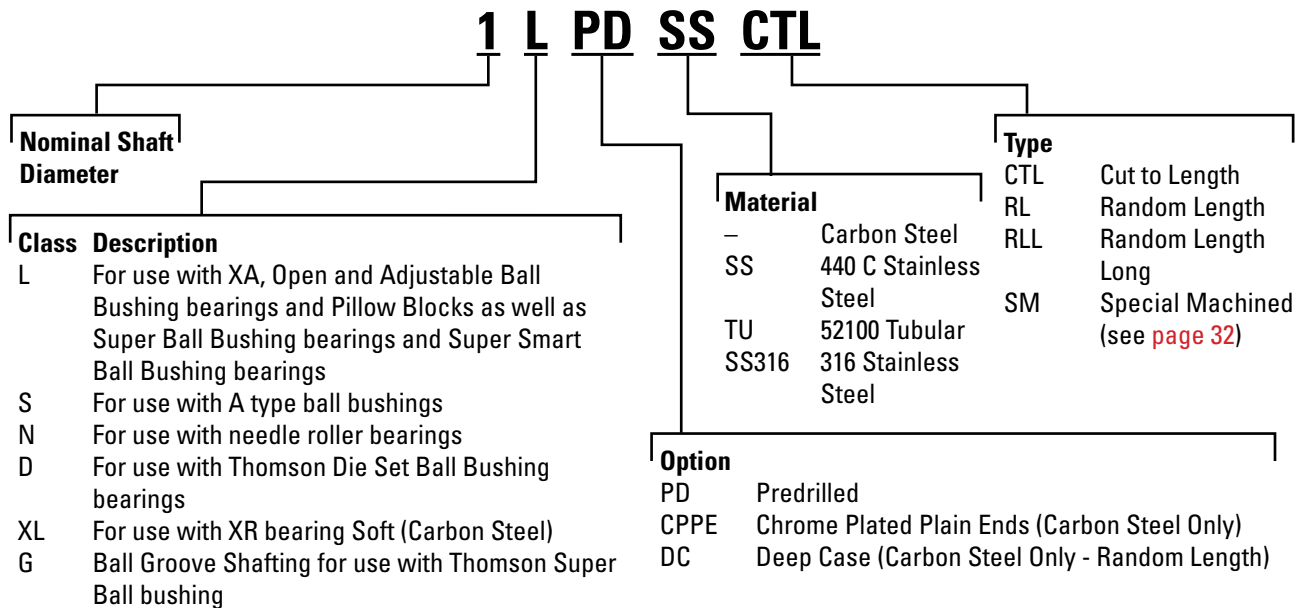 1 L PD SS CTL
Nominal Shaft
Diameter
Class Description
L For use with XA, Open and Adjustable Ball
Bushing bearings and Pillow Blocks as well as
Super Ball Bushing bearings and Super Smart
Ball Bushing bearings
S For use with A type ball bushings
N For use with needle roller bearings
D For use with Thomson Die Set Ball Bushing
bearings
XL For use with XR bearing Soft (Carbon Steel)
G Ball Groove Shafting for use with Thomson Super
Ball bushing
Option
PD Predrilled
CPPE Chrome Plated Plain Ends (Carbon Steel Only)
DC Deep Case (Carbon Steel Only - Random Length)
Material
– Carbon Steel
SS 440 C Stainless
Steel
TU 52100 Tubular
SS316 316 Stainless
Steel
Type
CTL Cut to Length
RL Random Length
RLL Random Length
Long
SM Special Machined
(see page 32)